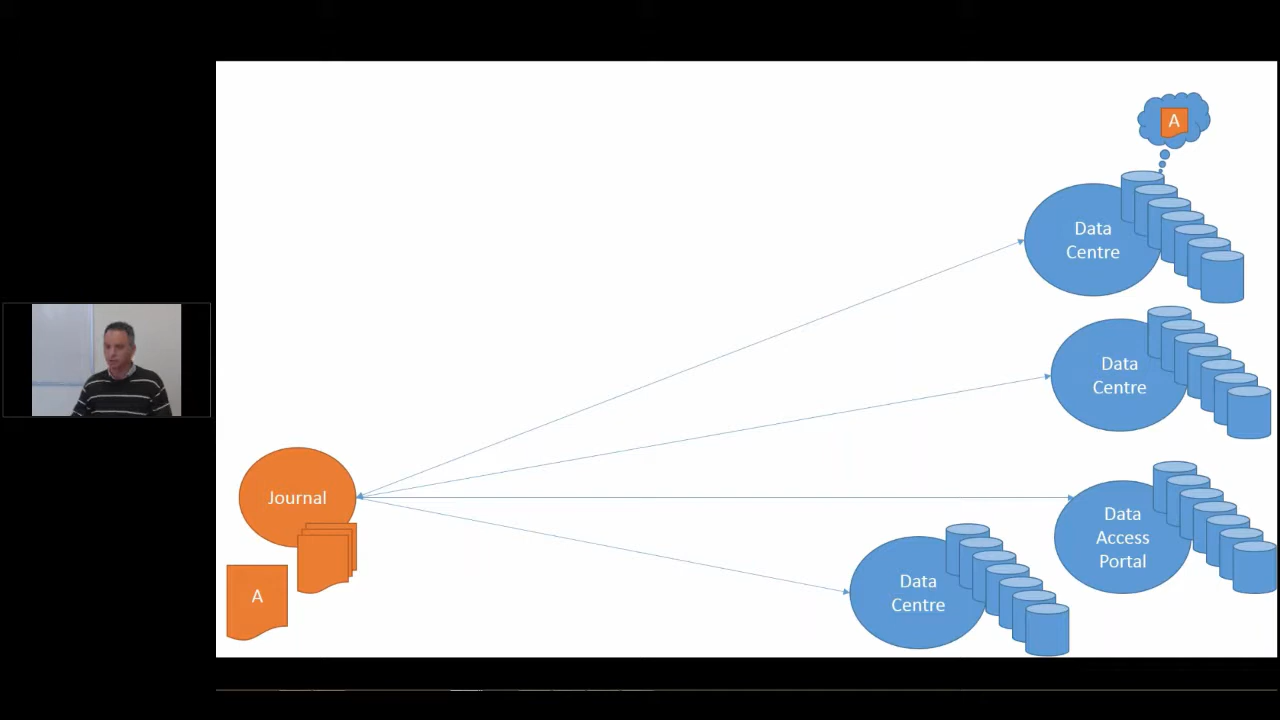 A
Data
Centre
Data
Centre
Journal
Data
Access
Portal
Data
Centre
A